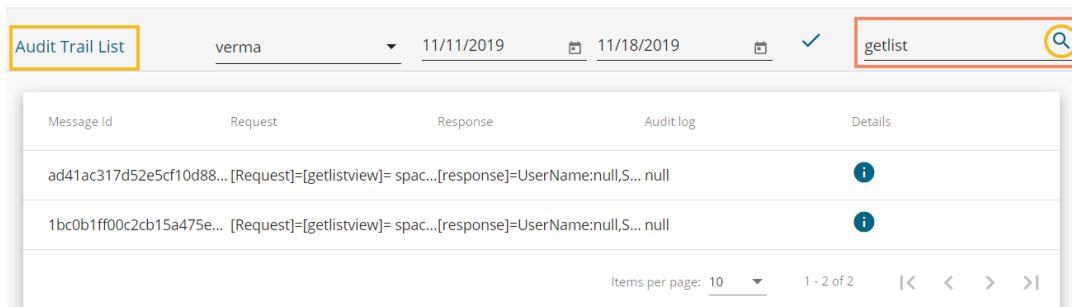 Audit Trail List verma 11/11/2019 11/18/2019 getlist
Message Id Request Response Audit log Details
ad41ac317d52e5cf10d88... [Request]=[getlistview]= spac...[response]=UserName:null,S... null
1bc0b1ff00c2cb15a475e... [Request]=[getlistview]= spac...[response]=UserName:null,S... null
Items per page: 10 1 - 2 of 2